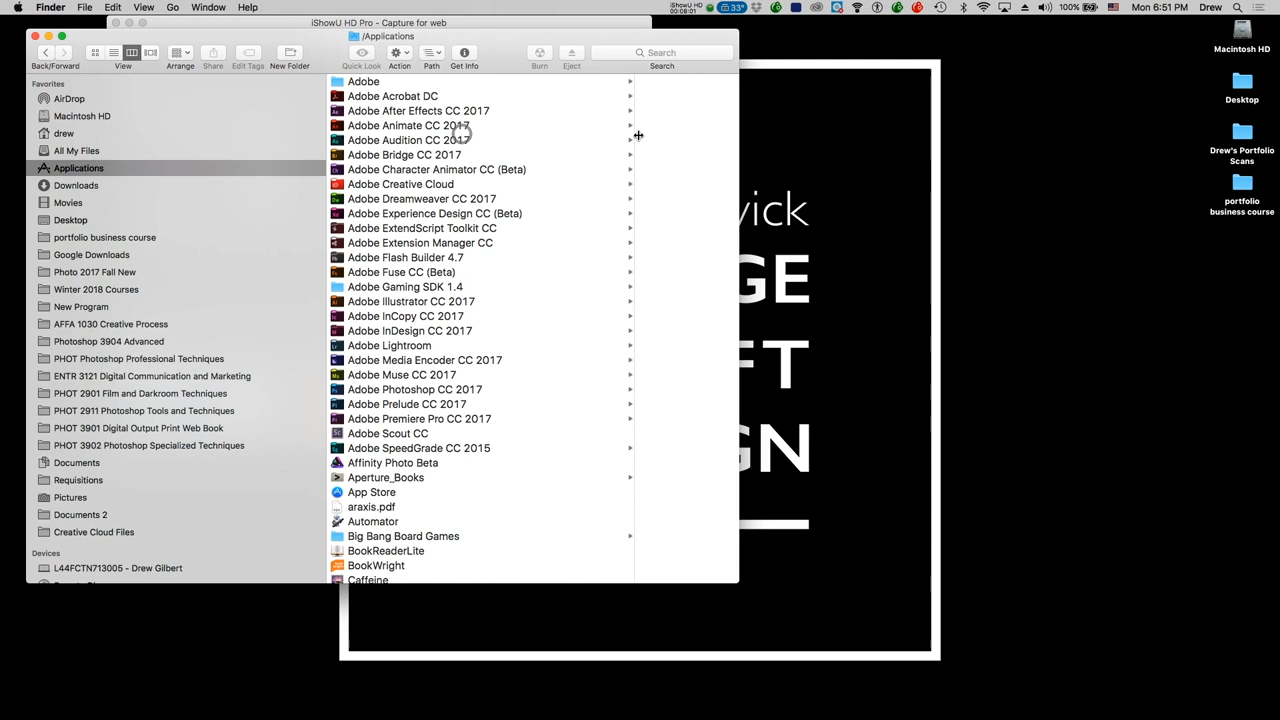 Finder File Edit View Go Window Help
iShowU HD 00:08:01 33° 100% Mon 6:51 PM Drew
iShowU HD Pro - Capture for web
/Applications
Search
Back/Forward View Arrange Share Edit Tags New Folder Quick Look Action Path Get Info Burn Eject Search
Favorites
AirDrop
Macintosh HD
drew
All My Files
Applications
Downloads
Movies
Desktop
portfolio business course
Google Downloads
Photo 2017 Fall New
Winter 2018 Courses
New Program
AFFA 1030 Creative Process
Photoshop 3904 Advanced
PHOT Photoshop Professional Techniques
ENTR 3121 Digital Communication and Marketing
PHOT 2901 Film and Darkroom Techniques
PHOT 2911 Photoshop Tools and Techniques
PHOT 3901 Digital Output Print Web Book
PHOT 3902 Photoshop Specialized Techniques
Documents
Requisitions
Pictures
Documents 2
Creative Cloud Files
Devices
L44FCTN713005 - Drew Gilbert
Adobe
Adobe Acrobat DC
Adobe After Effects CC 2017
Adobe Animate CC 2017
Adobe Audition CC 2017
Adobe Bridge CC 2017
Adobe Character Animator CC (Beta)
Adobe Creative Cloud
Adobe Dreamweaver CC 2017
Adobe Experience Design CC (Beta)
Adobe ExtendScript Toolkit CC
Adobe Extension Manager CC
Adobe Flash Builder 4.7
Adobe Fuse CC (Beta)
Adobe Gaming SDK 1.4
Adobe Illustrator CC 2017
Adobe InCopy CC 2017
Adobe InDesign CC 2017
Adobe Lightroom
Adobe Media Encoder CC 2017
Adobe Muse CC 2017
Adobe Photoshop CC 2017
Adobe Prelude CC 2017
Adobe Premiere Pro CC 2017
Adobe Scout CC
Adobe SpeedGrade CC 2015
Affinity Photo Beta
Aperture_Books
App Store
araxis.pdf
Automator
Big Bang Board Games
BookReaderLite
BookWright
Caffeine
vick
GE
FT
GN
Macintosh HD
Desktop
Drew's Portfolio
Scans
portfolio
business course